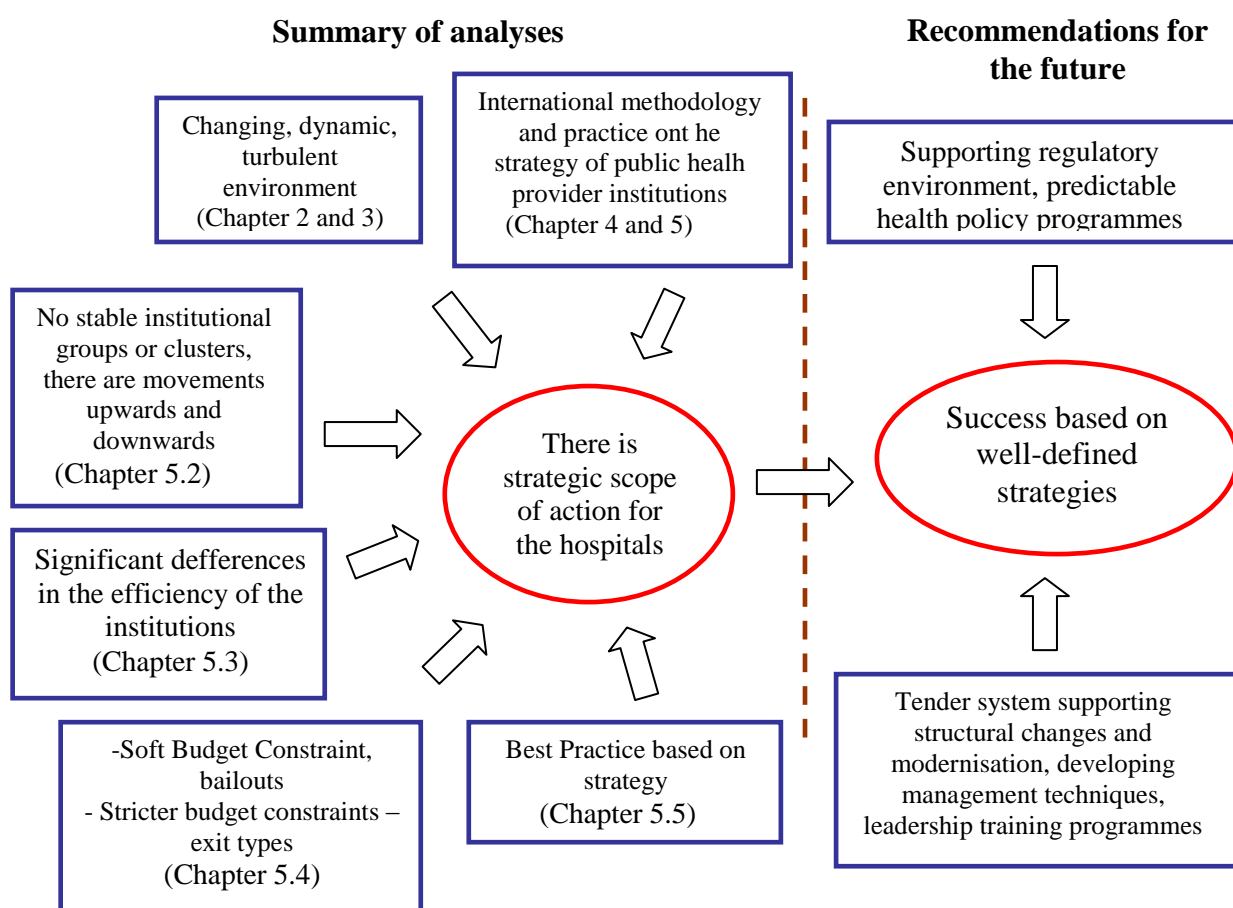 Summary of analyses
Recommendations for
the future
Changing, dynamic,
turbulent
environment
(Chapter 2 and 3)
International methodology
and practice ont he
strategy of public healh
provider institutions
(Chapter 4 and 5)
Supporting regulatory
environment, predictable
health policy programmes
No stable institutional
groups or clusters,
there are movements
upwards and
downwards
(Chapter 5.2)
There is
strategic scope
of action for
the hospitals
Success based on
well-defined
strategies
Significant defferences
in the efficiency of the
institutions
(Chapter 5.3)
-Soft Budget Constraint,
bailouts
- Stricter budget constraints –
exit types
(Chapter 5.4)
Best Practice based on
strategy
(Chapter 5.5)
Tender system supporting
structural changes and
modernisation, developing
management techniques,
leadership training programmes